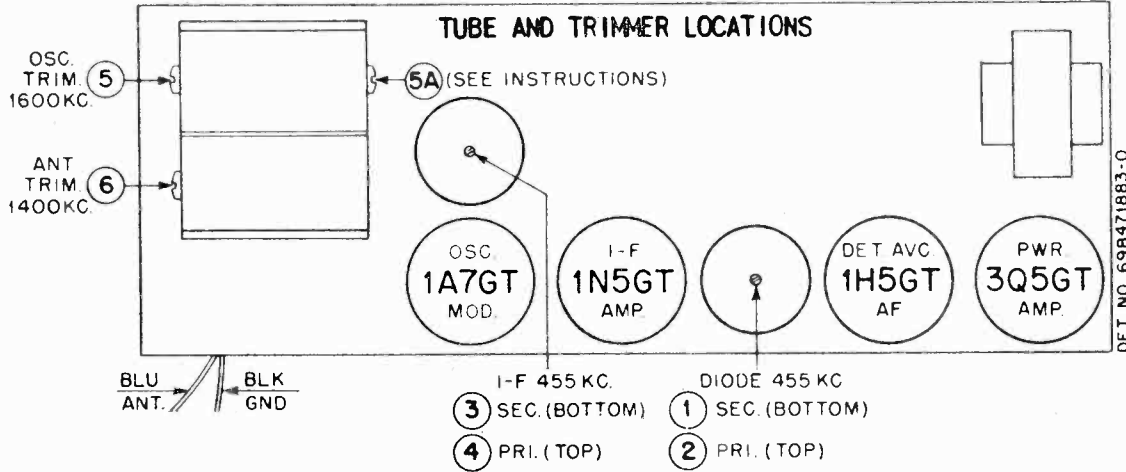 TUBE AND TRIMMER LOCATIONS
OSC.
TRIM.
1600KC.
5
5A (SEE INSTRUCTIONS)
ANT
TRIM.
1400KC.
6
OSC.
1A7GT
MOD.
I-F
1N5GT
AMP.
DET AVC.
1H5GT
AF
PWR.
3Q5GT
AMP.
DET NO 69B471883-0
BLU
ANT.
BLK
GND
I-F 455 KC.
3 SEC. (BOTTOM)
4 PRI. (TOP)
DIODE 455 KC
1 SEC. (BOTTOM)
2 PRI. (TOP)